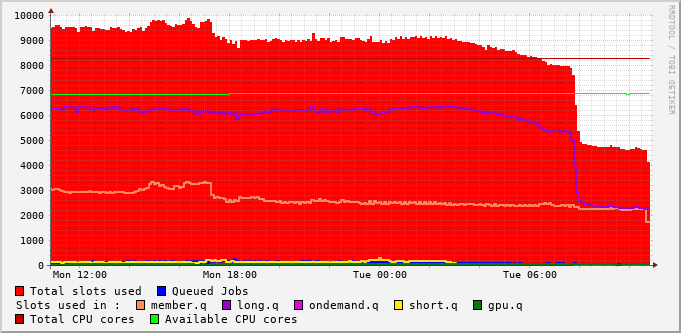 10000
9000
8000
7000
6000
5000
4000
3000
2000
1000
0
Mon 12:00 Mon 18:00 Tue 00:00 Tue 06:00
RRDTOOL / TOBI OETIKER
Total slots used Queued Jobs
Slots used in : member.q long.q ondemand.q short.q gpu.q
Total CPU cores Available CPU cores